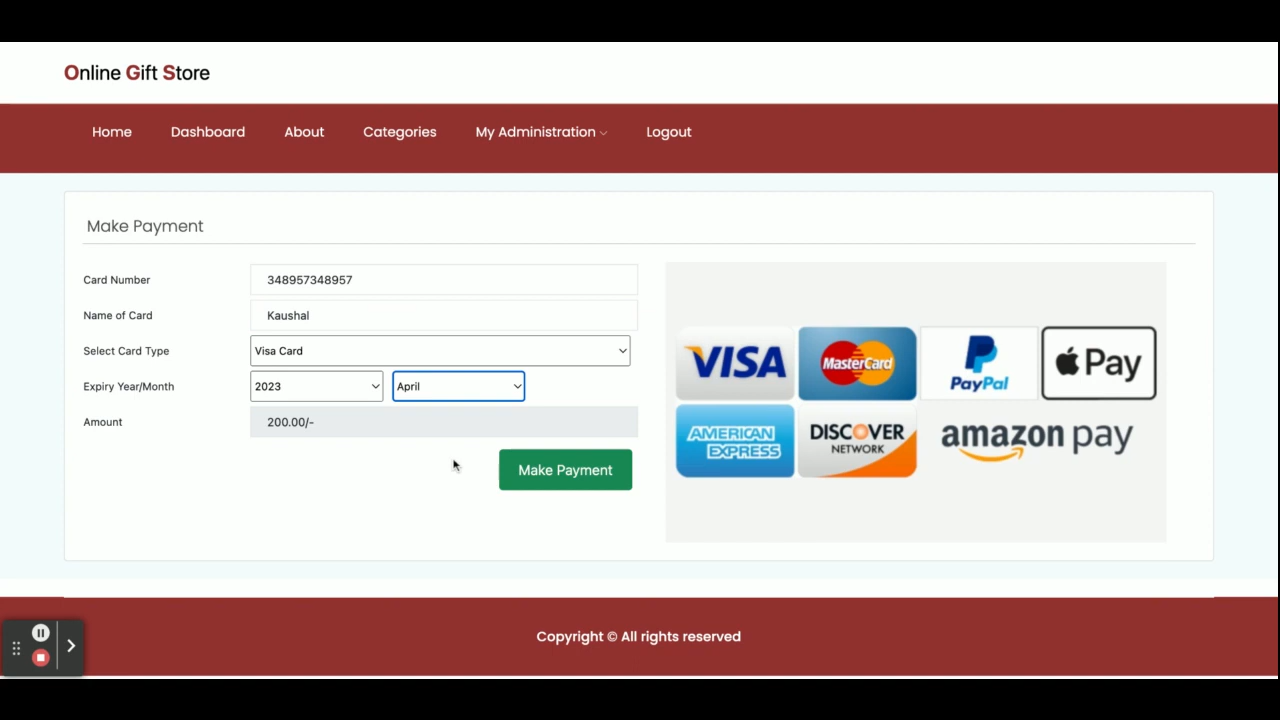 Online Gift Store
Home Dashboard About Categories My Administration Logout
Make Payment
Card Number 348957348957
Name of Card Kaushal
Select Card Type Visa Card
Expiry Year/Month 2023 April
Amount 200.00/-
Make Payment
VISA MasterCard PayPal Pay
AMERICAN EXPRESS DISCOVER NETWORK amazon pay
Copyright © All rights reserved